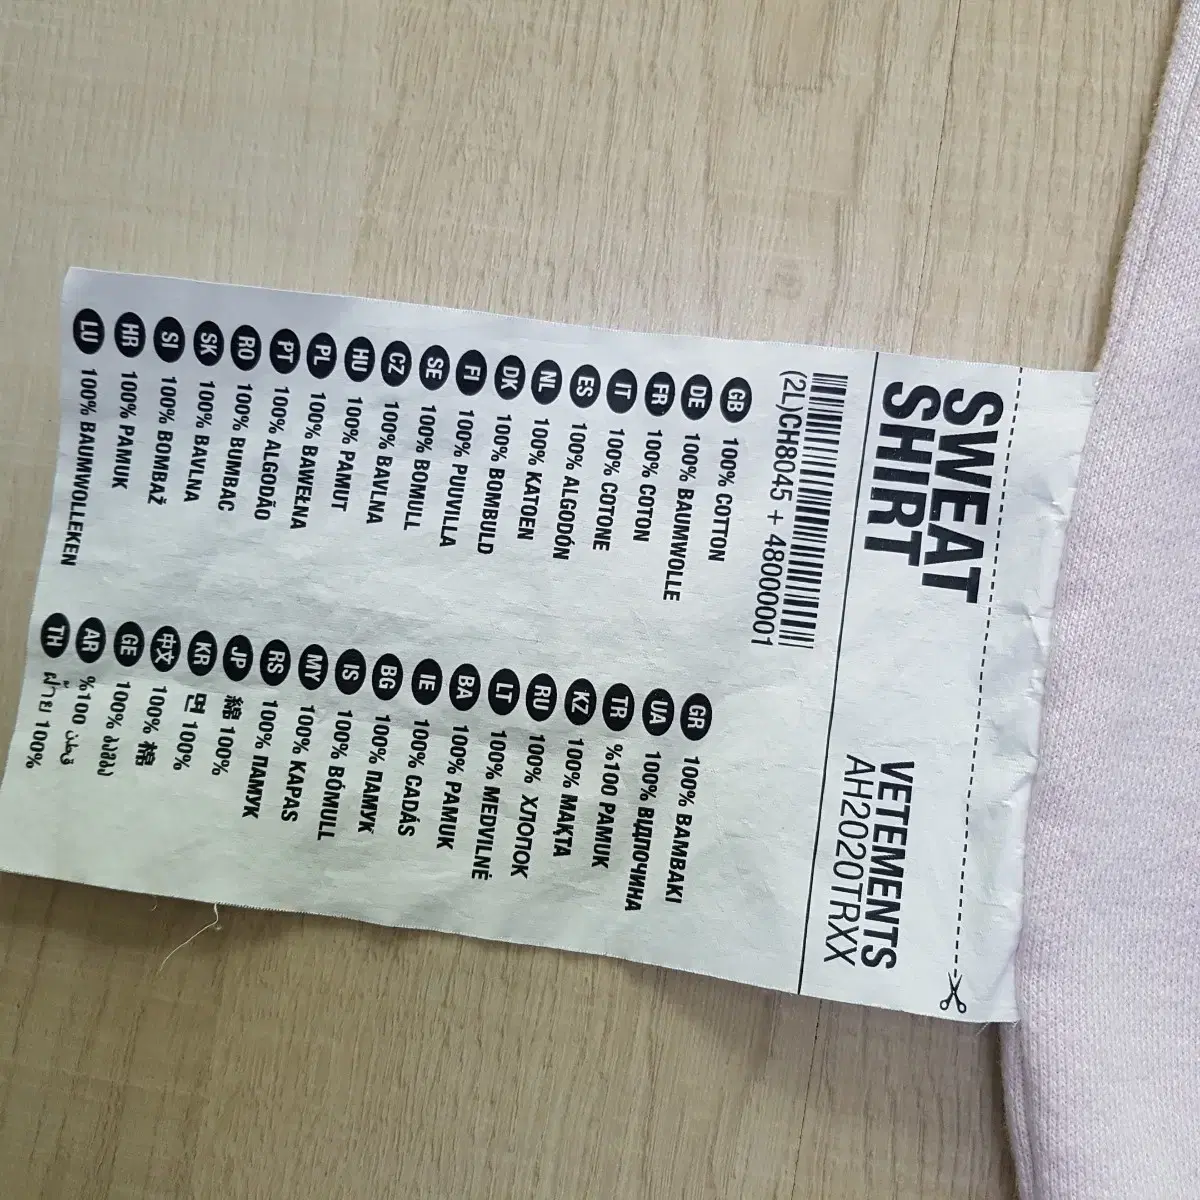 SWEAT
SHIRT
VETEMENTS
AH2020TRXX
(2L)CH8045 + 48000001
GB 100% COTTON
DE 100% BAUMWOLLE
FR 100% COTON
IT 100% COTONE
ES 100% ALGODÓN
NL 100% KATOEN
DK 100% BOMBULD
FI 100% PUUVILLA
SE 100% BOMULL
CZ 100% BAVLNA
HU 100% PAMUT
PL 100% BAWEŁNA
PT 100% ALGODÃO
RO 100% BUMBAC
SK 100% BAVLNA
SI 100% BOMBAŽ
HR 100% PAMUK
LU 100% BAUMWOLLEKEN
GR 100% BAMBAKI
UA 100% ВІДПОЧИНА
TR %100 PAMUK
KZ 100% МАҚТА
RU 100% ХЛОПОК
LT 100% MEDVILNĖ
BA 100% PAMUK
IE 100% CADÁS
BG 100% ПАМУК
IS 100% BÓMULL
MY 100% KAPAS
RS 100% ПАМУК
JP 綿 100%
KR 면 100%
中文 100% 棉
GE 100% ბამბა
AR %100 قطن
TH ฝ้าย 100%